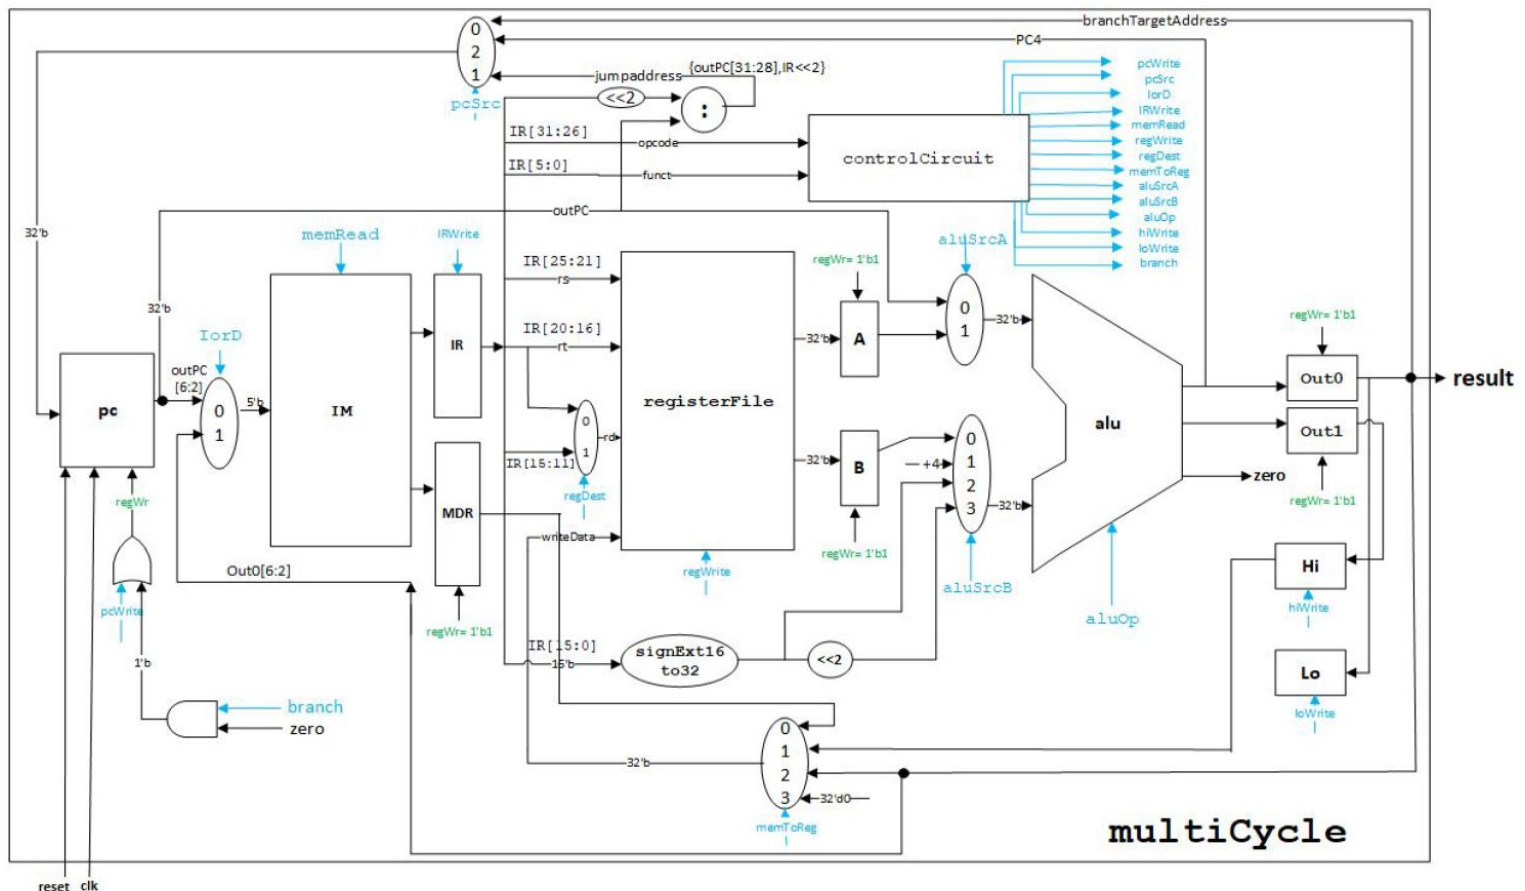 branchTargetAddress
PC4
0
2
1
pcSrc
jumpaddress
{outPC[31:28],IR<<2}
<<2
:
IR[31:26]
opcode
IR[5:0]
funct
controlCircuit
pcWrite
pcSrc
IorD
IRWrite
memRead
regWrite
regDest
memToReg
aluSrcA
aluSrcB
aluOp
hiWrite
loWrite
branch
outPC
32'b
32'b
memRead
IRWrite
IorD
outPC
[6:2]
pc
0
1
5'b
IM
IR
MDR
IR[25:21]
rs
IR[20:16]
rt
0
1
rd
IR[15:11]
regDest
writeData
registerFile
regWrite
regWr= 1'b1
32'b
A
32'b
B
regWr= 1'b1
aluSrcA
0
1
32'b
0
+4
1
2
3
32'b
aluSrcB
alu
aluOp
regWr= 1'b1
Out0
Out1
regWr= 1'b1
zero
result
Hi
hiWrite
Lo
loWrite
regWr
pcWrite
1'b
branch
zero
Out0[6:2]
regWr= 1'b1
IR[15:0]
16'b
signExt16
to32
<<2
0
1
2
3
32'b
32'd0
memToReg
multiCycle
reset
clk